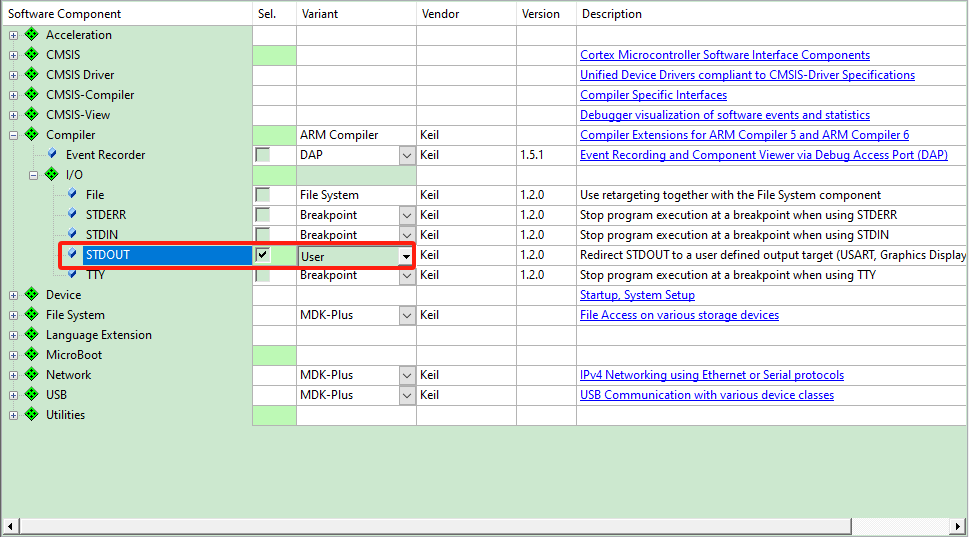 Software Component Sel. Variant Vendor Version Description
Acceleration
CMSIS Cortex Microcontroller Software Interface Components
CMSIS Driver Unified Device Drivers compliant to CMSIS-Driver Specifications
CMSIS-Compiler Compiler Specific Interfaces
CMSIS-View Debugger visualization of software events and statistics
Compiler ARM Compiler Keil Compiler Extensions for ARM Compiler 5 and ARM Compiler 6
Event Recorder DAP Keil 1.5.1 Event Recording and Component Viewer via Debug Access Port (DAP)
I/O
File File System Keil 1.2.0 Use retargeting together with the File System component
STDERR Breakpoint Keil 1.2.0 Stop program execution at a breakpoint when using STDERR
STDIN Breakpoint Keil 1.2.0 Stop program execution at a breakpoint when using STDIN
STDOUT User Keil 1.2.0 Redirect STDOUT to a user defined output target (USART, Graphics Display
TTY Breakpoint Keil 1.2.0 Stop program execution at a breakpoint when using TTY
Device Startup, System Setup
File System MDK-Plus Keil File Access on various storage devices
Language Extension
MicroBoot
Network MDK-Plus Keil IPv4 Networking using Ethernet or Serial protocols
USB MDK-Plus Keil USB Communication with various device classes
Utilities